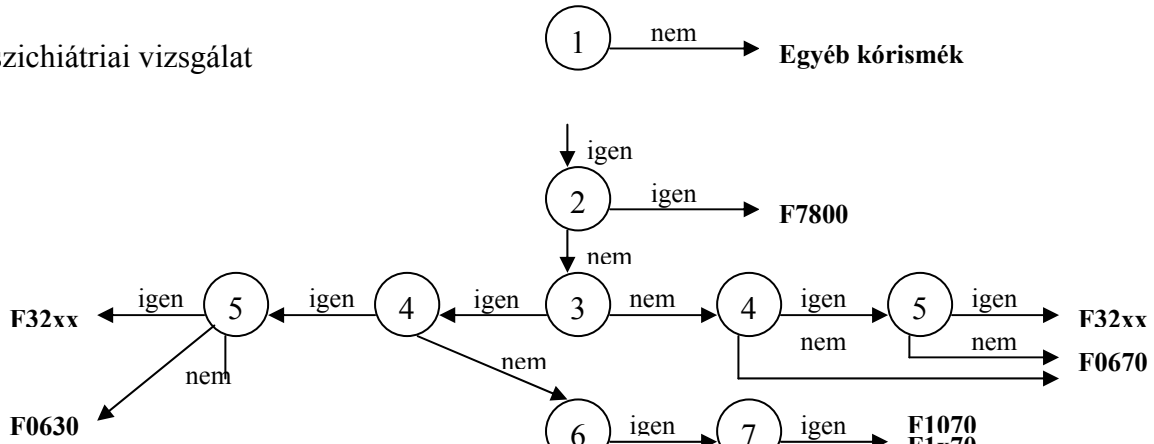 1
nem
Egyéb kórismék
szichiátriai vizsgálat
igen
2
igen
F7800
nem
F32xx
igen
5
igen
4
igen
3
nem
4
igen
5
igen
F32xx
nem
nem
F0670
nem
nem
F0630
6
igen
7
igen
F1070
F1x70